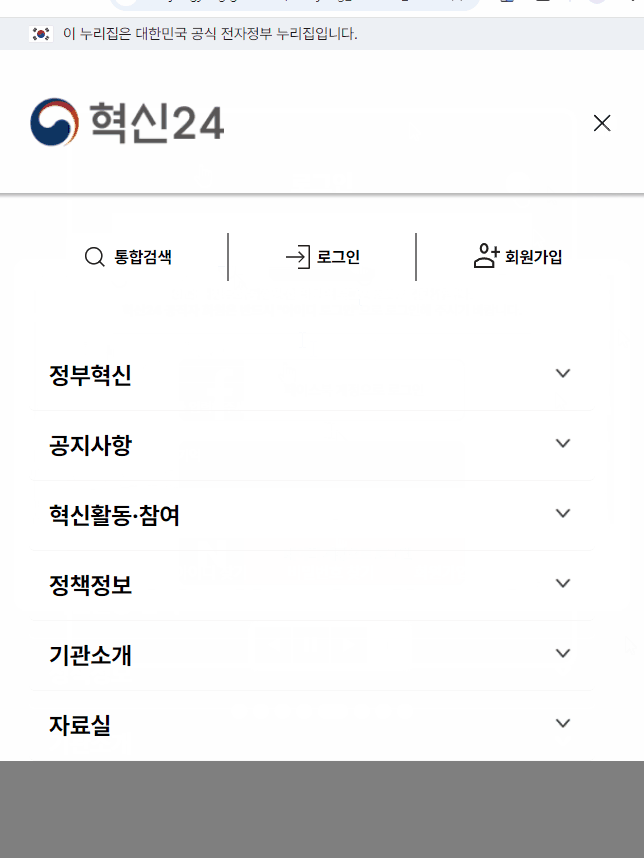 이 누리집은 대한민국 공식 전자정부 누리집입니다.
혁신24
통합검색
로그인
회원가입
정부혁신
공지사항
혁신활동·참여
정책정보
기관소개
자료실